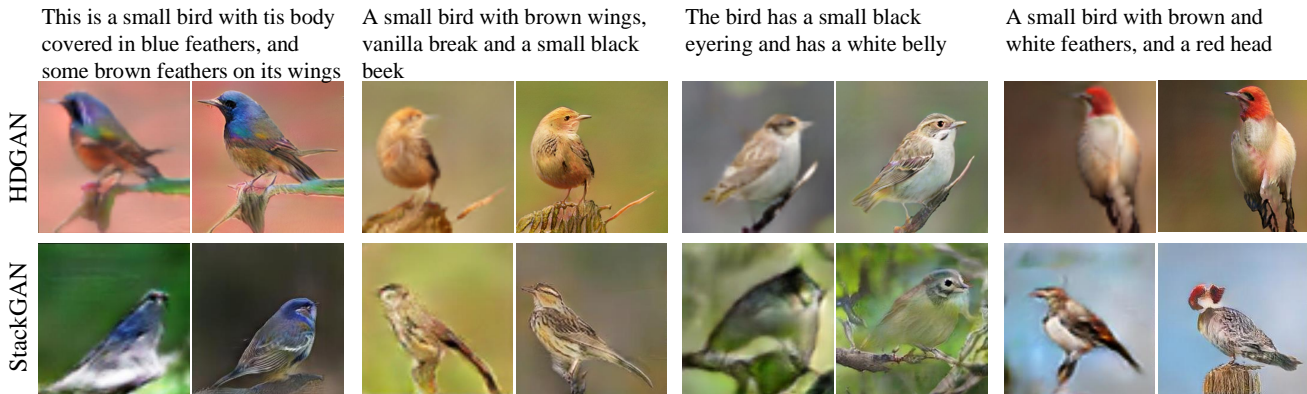 This is a small bird with tis body
covered in blue feathers, and
some brown feathers on its wings
A small bird with brown wings,
vanilla break and a small black
beek
The bird has a small black
eyering and has a white belly
A small bird with brown and
white feathers, and a red head
HDGAN
StackGAN